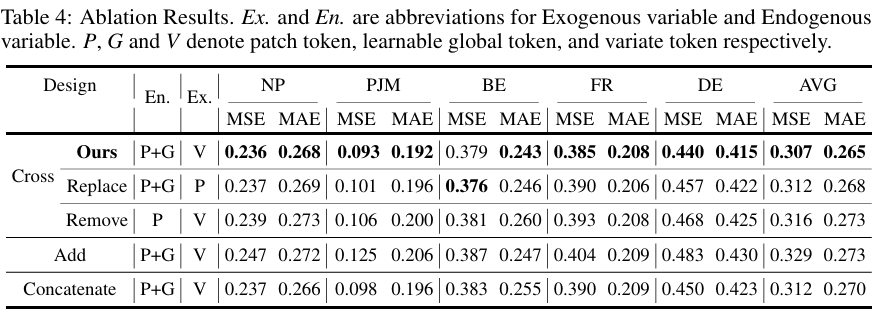 Table 4: Ablation Results. Ex. and En. are abbreviations for Exogenous variable and Endogenous
variable. P, G and V denote patch token, learnable global token, and variate token respectively.
Design En. Ex. NP PJM BE FR DE AVG
MSE MAE MSE MAE MSE MAE MSE MAE MSE MAE MSE MAE
Cross Ours P+G V 0.236 0.268 0.093 0.192 0.379 0.243 0.385 0.208 0.440 0.415 0.307 0.265
Replace P+G P 0.237 0.269 0.101 0.196 0.376 0.246 0.390 0.206 0.457 0.422 0.312 0.268
Remove P V 0.239 0.273 0.106 0.200 0.381 0.260 0.393 0.208 0.468 0.425 0.316 0.273
Add P+G V 0.247 0.272 0.125 0.206 0.387 0.247 0.404 0.209 0.483 0.430 0.329 0.273
Concatenate P+G V 0.237 0.266 0.098 0.196 0.383 0.255 0.390 0.209 0.450 0.423 0.312 0.270